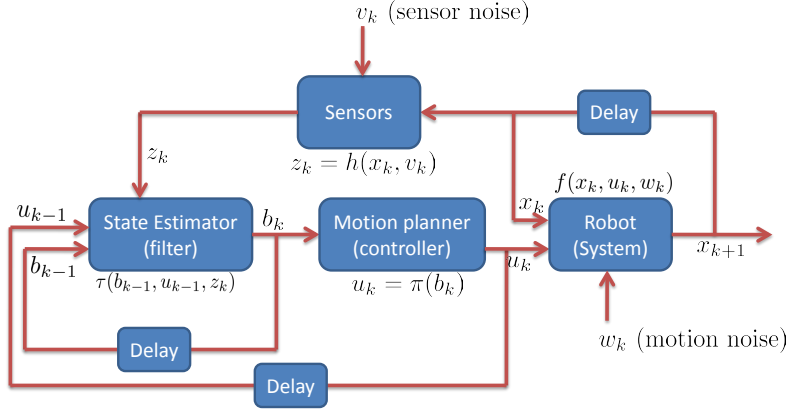 v_k (sensor noise)
Sensors
Delay
z_k
z_k = h(x_k, v_k)
f(x_k, u_k, w_k)
u_{k-1}
State Estimator
(filter)
b_k
Motion planner
(controller)
x_k
Robot
(System)
b_{k-1}
u_k
x_{k+1}
τ(b_{k-1}, u_{k-1}, z_k)
u_k = π(b_k)
w_k (motion noise)
Delay
Delay